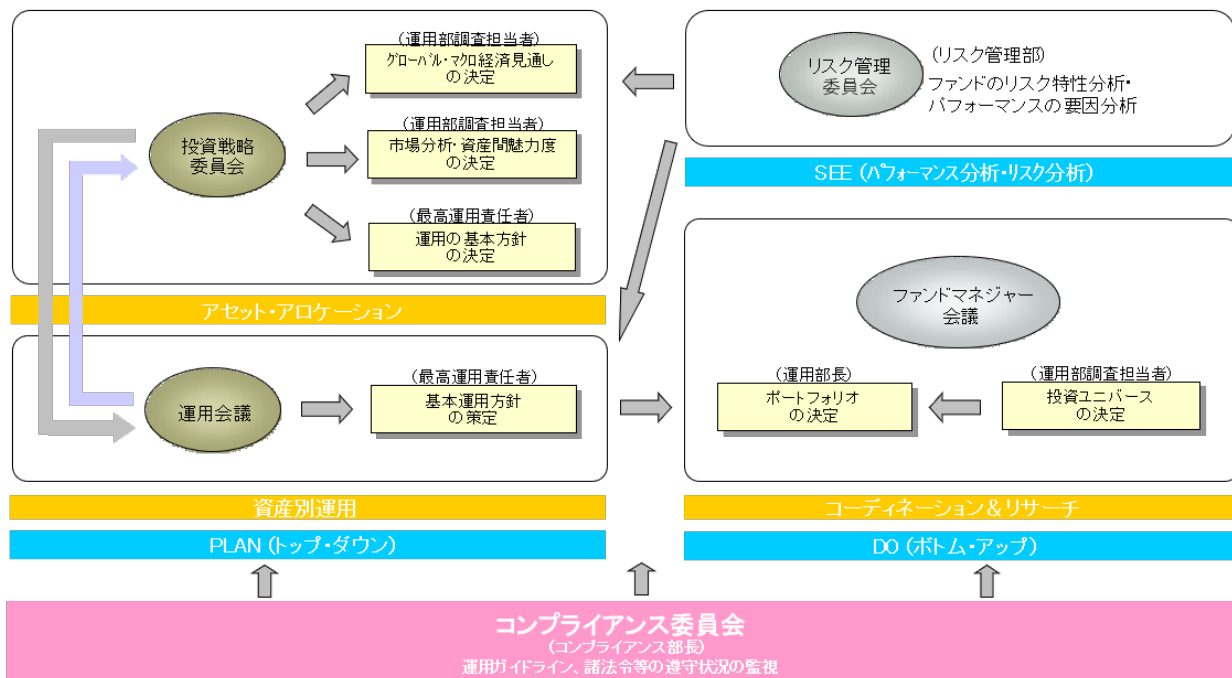 (運用部調査担当者)
グローバル・マクロ経済見通し
の決定
投資戦略
委員会
(運用部調査担当者)
市場分析・資産間魅力度
の決定
(最高運用責任者)
運用の基本方針
の決定
アセット・アロケーション
リスク管理
委員会
(リスク管理部)
ファンドのリスク特性分析・
パフォーマンスの要因分析
SEE (パフォーマンス分析・リスク分析)
運用会議
(最高運用責任者)
基本運用方針
の策定
資産別運用
PLAN (トップ・ダウン)
ファンドマネジャー
会議
(運用部長)
ポートフォリオ
の決定
(運用部調査担当者)
投資ユニバース
の決定
コーディネーション&リサーチ
DO (ボトム・アップ)
コンプライアンス委員会
(コンプライアンス部長)
運用ガイドライン、諸法令等の遵守状況の監視